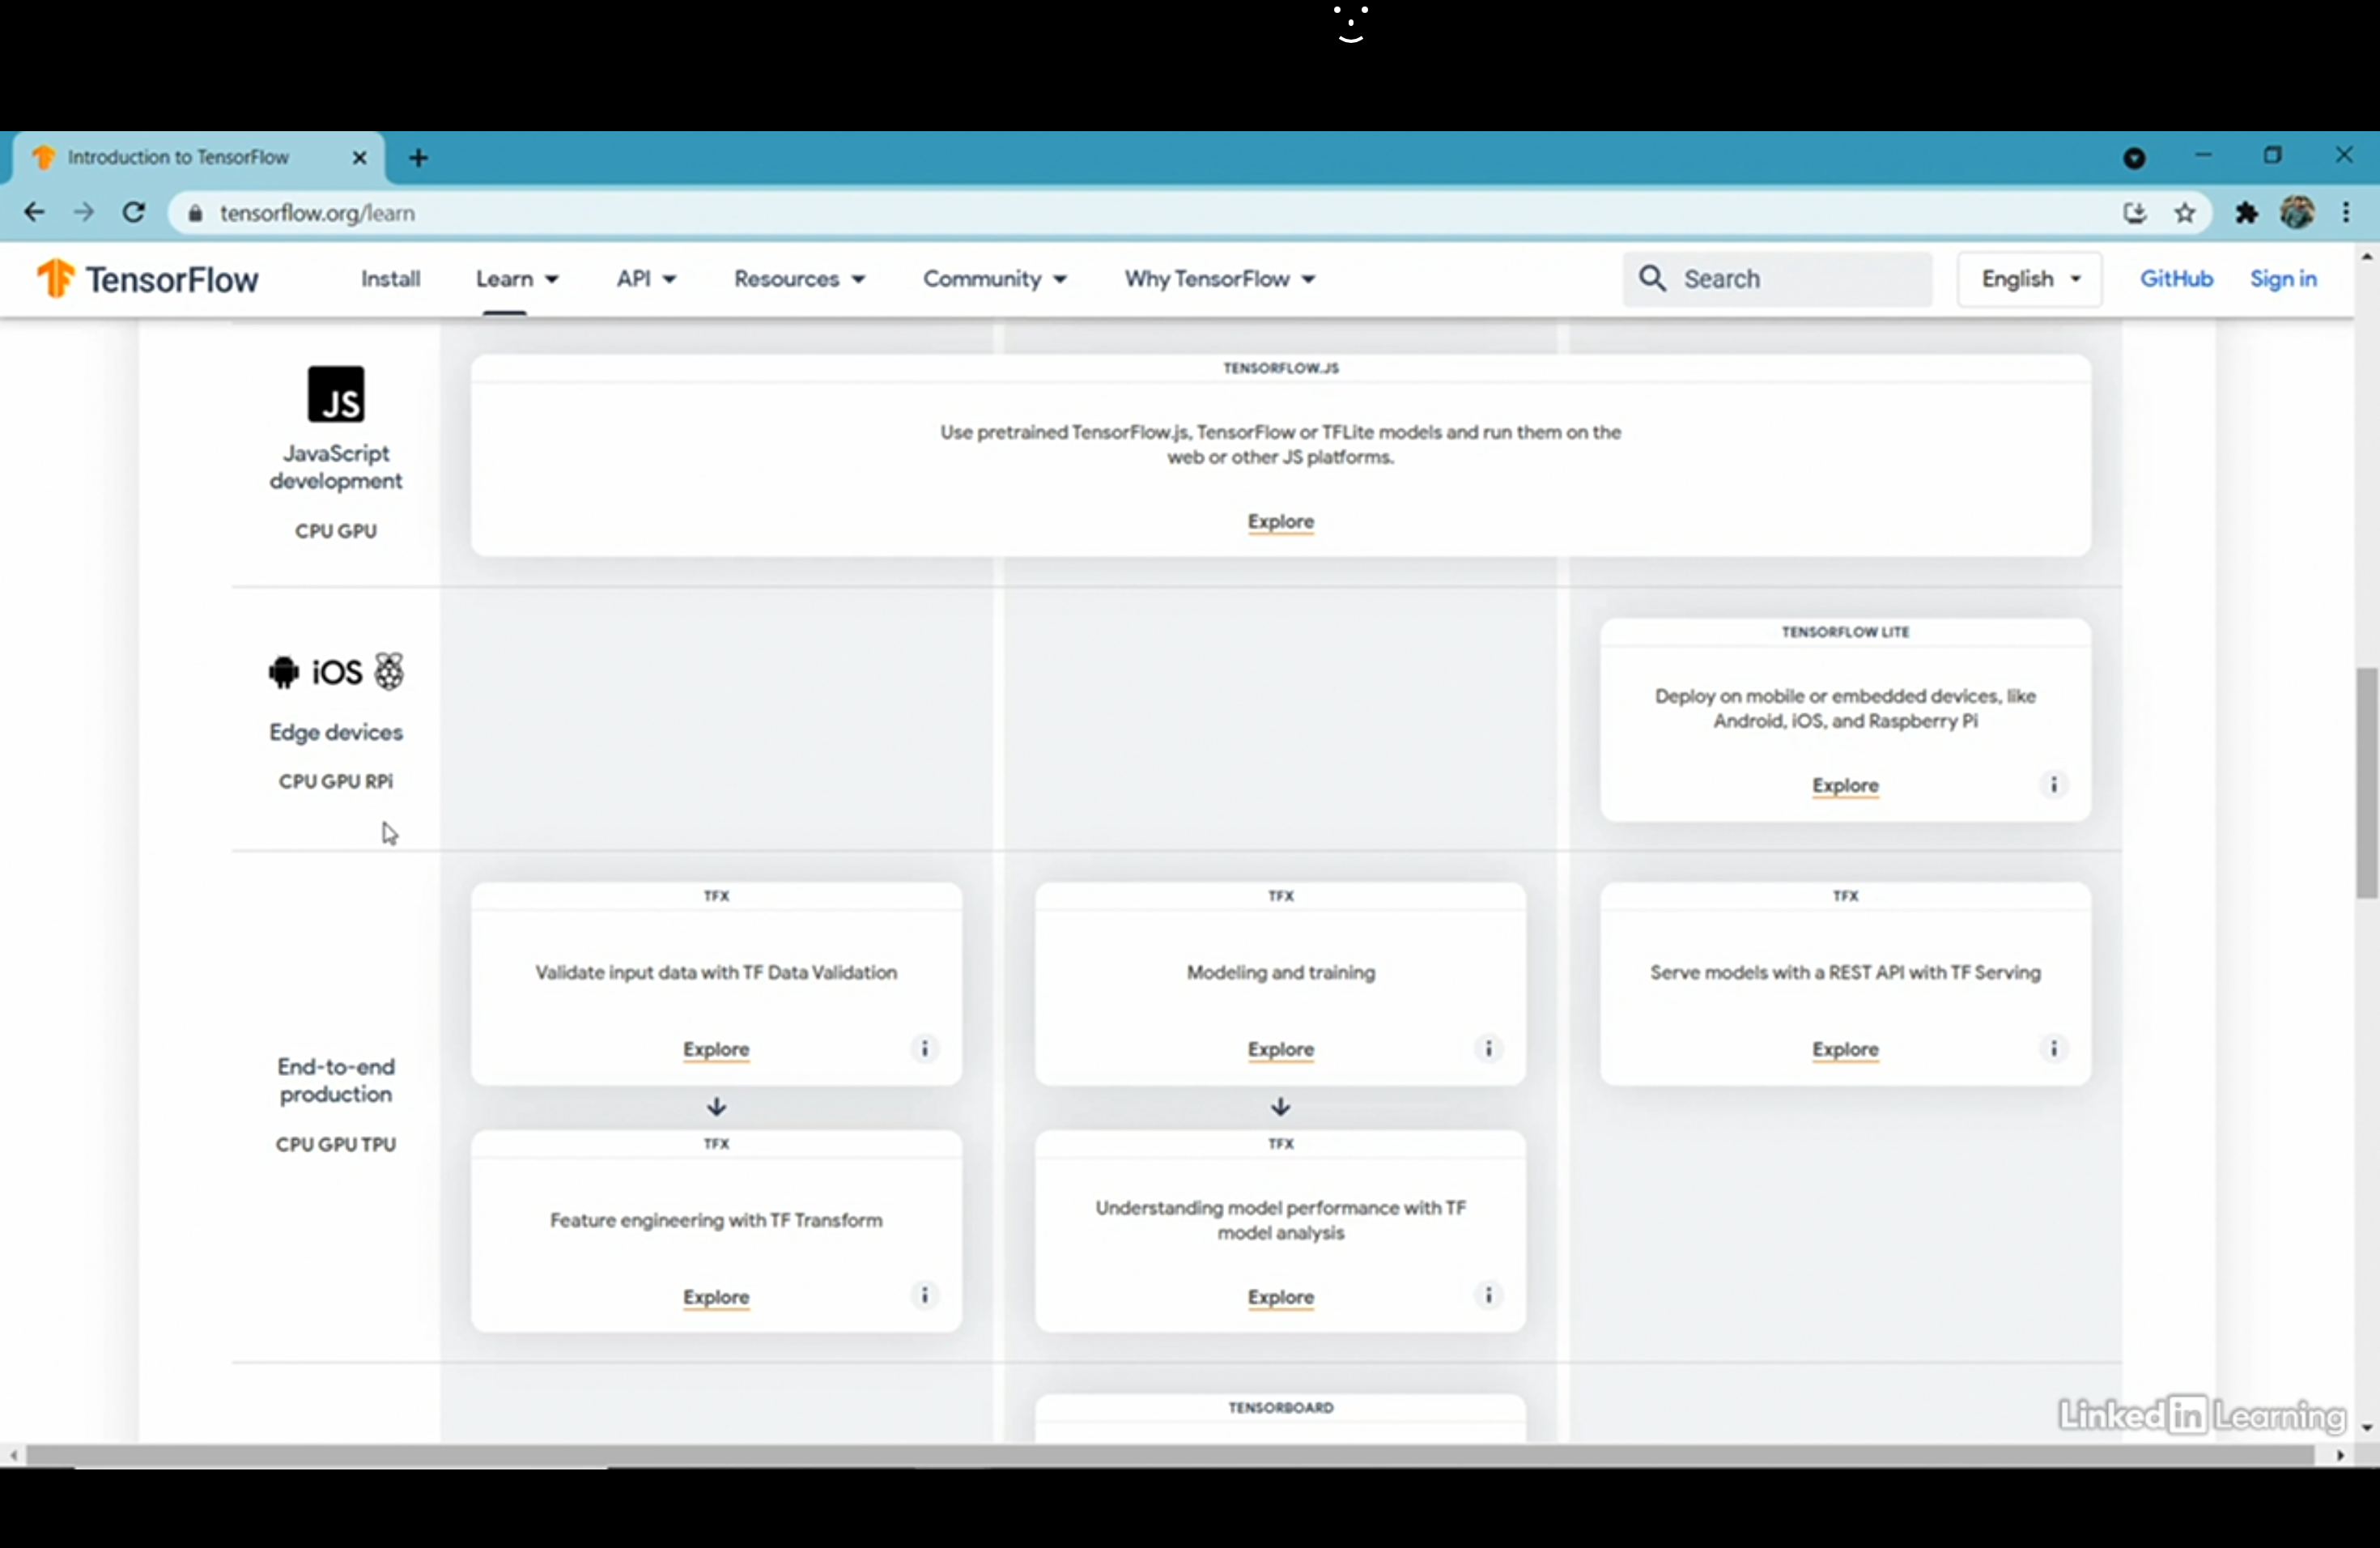 Introduction to TensorFlow
tensorflow.org/learn
TensorFlow
Install
Learn
API
Resources
Community
Why TensorFlow
Search
English
GitHub
Sign in
JS
JavaScript
development
CPU GPU
TENSORFLOW.JS
Use pretrained TensorFlow.js, TensorFlow or TFLite models and run them on the
web or other JS platforms.
Explore
iOS
Edge devices
CPU GPU RPi
TENSORFLOW LITE
Deploy on mobile or embedded devices, like
Android, iOS, and Raspberry Pi
Explore
i
End-to-end
production
CPU GPU TPU
TFX
Validate input data with TF Data Validation
Explore
i
TFX
Modeling and training
Explore
i
TFX
Serve models with a REST API with TF Serving
Explore
i
TFX
Feature engineering with TF Transform
Explore
i
TFX
Understanding model performance with TF
model analysis
Explore
i
TENSORBOARD
Linked in Learning